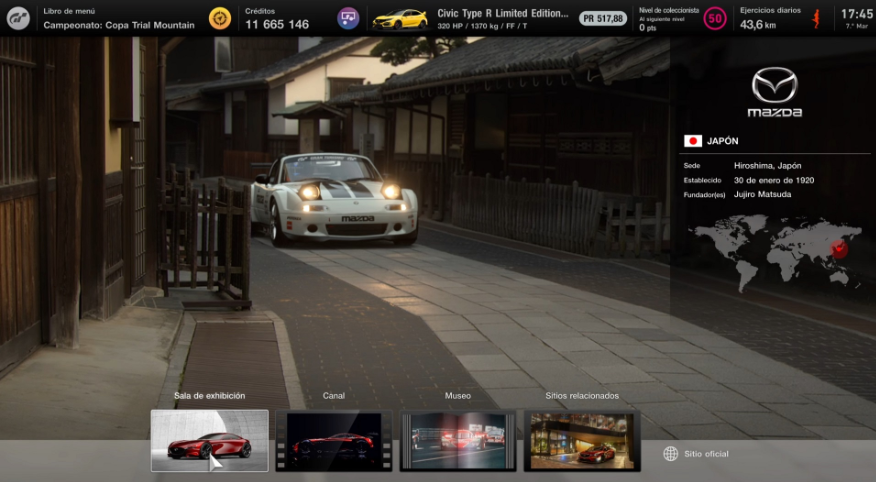 Libro de menú
Campeonato: Copa Trial Mountain
Créditos
11 665 146
Civic Type R Limited Edition...
320 HP / 1370 kg / FF / T
PR 517,88
Nivel de coleccionista
Al siguiente nivel
0 pts
50
Ejercicios diarios
43,6 km
17:45
7.° Mar
mazda
JAPÓN
Sede Hiroshima, Japón
Establecido 30 de enero de 1920
Fundador(es) Jujiro Matsuda
mazda
Sala de exhibición
Canal
Museo
Sitios relacionados
Sitio oficial